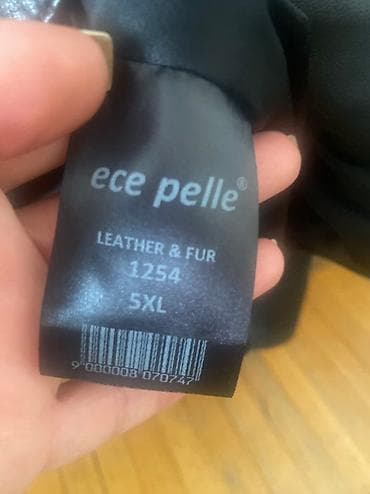 ece pelle®
LEATHER & FUR
1254
5XL
9 000008 070747